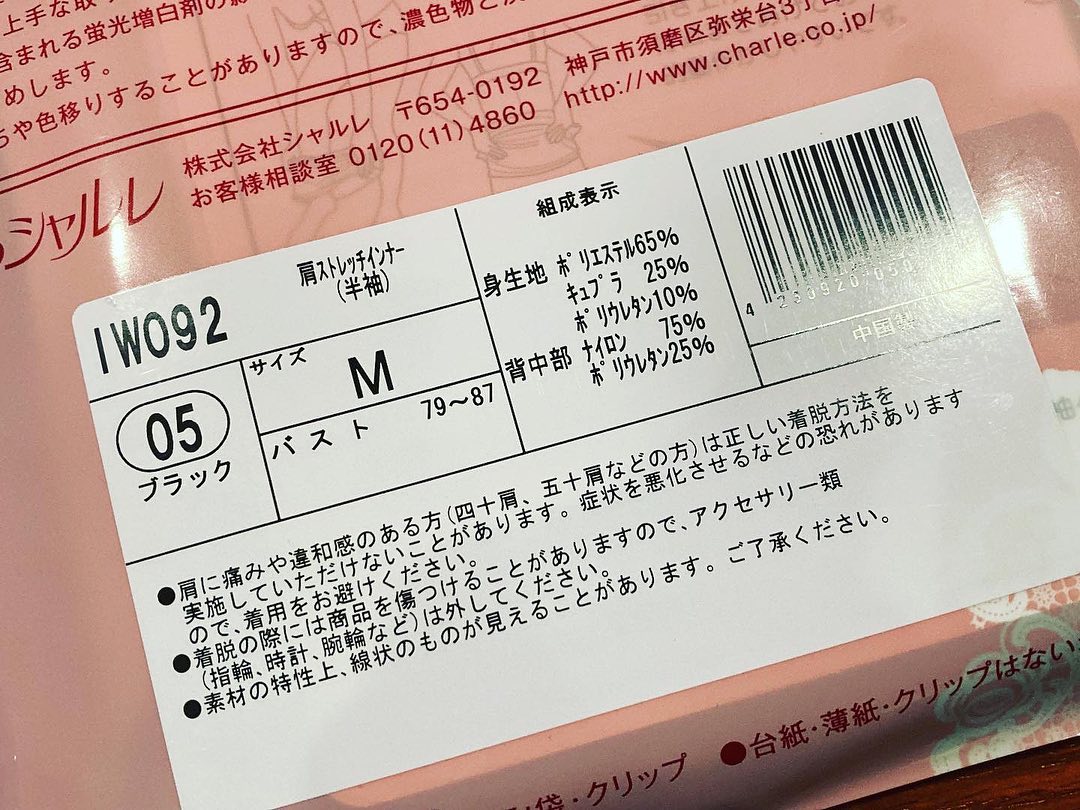 上手な取
含まれる蛍光増白剤の
めします。
や色移りすることがありますので、濃色物と
株式会社シャルレ 〒654-0192 神戸市須磨区弥栄台3丁目
お客様相談室 0120(11)4860 http://www.charle.co.jp/
シャルレ
IW092
肩ストレッチインナー
(半袖)
05
ブラック
サイズ
M
バスト
79～87
組成表示
身生地 ポリエステル65%
キュプラ 25%
ポリウレタン10%
背中部 ナイロン 75%
ポリウレタン25%
中国製
●肩に痛みや違和感のある方(四十肩、五十肩などの方)は正しい着脱方法を
実施していただけないことがあります。症状を悪化させるなどの恐れがあります
ので、着用をお避けください。
●着脱の際には商品を傷つけることがありますので、アクセサリー類
(指輪、時計、腕輪など)は外してください。
●素材の特性上、線状のものが見えることがあります。ご了承ください。
袋・クリップ ●台紙・薄紙・クリップはない